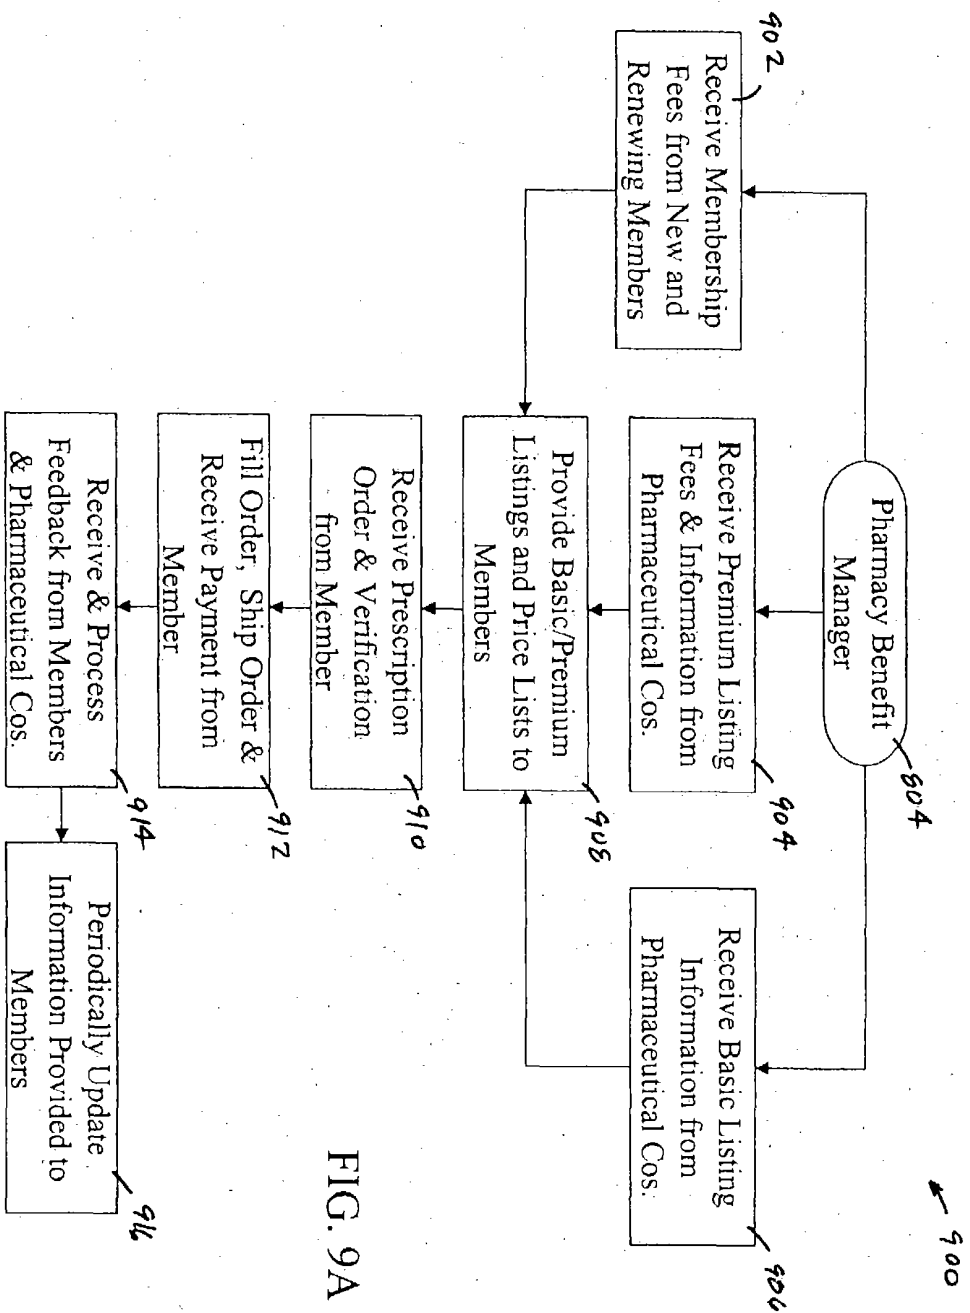 900
Pharmacy Benefit
Manager
804
902
Receive Membership
Fees from New and
Renewing Members
Receive Premium Listing
Fees & Information from
Pharmaceutical Cos.
904
Receive Basic Listing
Information from
Pharmaceutical Cos.
906
Provide Basic/Premium
Listings and Price Lists to
Members
908
Receive Prescription
Order & Verification
from Member
910
Fill Order, Ship Order &
Receive Payment from
Member
912
Receive & Process
Feedback from Members
& Pharmaceutical Cos.
914
Periodically Update
Information Provided to
Members
916
FIG. 9A